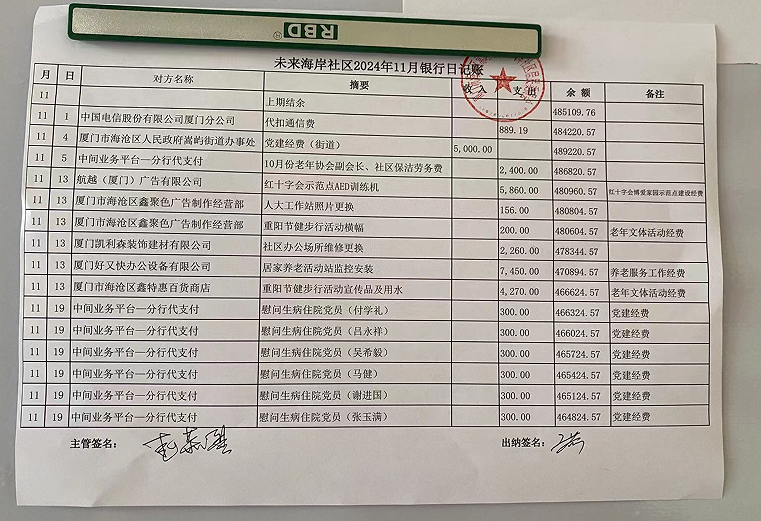 RBD®
未来海岸社区2024年11月银行日记账
月 日 对方名称 摘要 收入 支出 余额 备注
11 上期结余 485109.76
11 1 中国电信股份有限公司厦门分公司 代扣通信费 889.19 484220.57
11 4 厦门市海沧区人民政府嵩屿街道办事处 党建经费（街道） 5,000.00 489220.57
11 5 中间业务平台—分行代支付 10月份老年协会副会长、社区保洁劳务费 2,400.00 486820.57
11 13 航越（厦门）广告有限公司 红十字会示范点AED训练机 5,860.00 480960.57 红十字会博爱家园示范点建设经费
11 13 厦门市海沧区鑫聚色广告制作经营部 人大工作站照片更换 156.00 480804.57
11 13 厦门市海沧区鑫聚色广告制作经营部 重阳节健步行活动横幅 200.00 480604.57 老年文体活动经费
11 13 厦门凯利森装饰建材有限公司 社区办公场所维修更换 2,260.00 478344.57
11 13 厦门好又快办公设备有限公司 居家养老活动站监控安装 7,450.00 470894.57 养老服务工作经费
11 13 厦门市海沧区鑫特惠百货商店 重阳节健步行活动宣传品及用水 4,270.00 466624.57 老年文体活动经费
11 19 中间业务平台—分行代支付 慰问生病住院党员（付学礼） 300.00 466324.57 党建经费
11 19 中间业务平台—分行代支付 慰问生病住院党员（吕永祥） 300.00 466024.57 党建经费
11 19 中间业务平台—分行代支付 慰问生病住院党员（吴希毅） 300.00 465724.57 党建经费
11 19 中间业务平台—分行代支付 慰问生病住院党员（马健） 300.00 465424.57 党建经费
11 19 中间业务平台—分行代支付 慰问生病住院党员（谢进国） 300.00 465124.57 党建经费
11 19 中间业务平台—分行代支付 慰问生病住院党员（张玉满） 300.00 464824.57 党建经费
主管签名： 出纳签名：